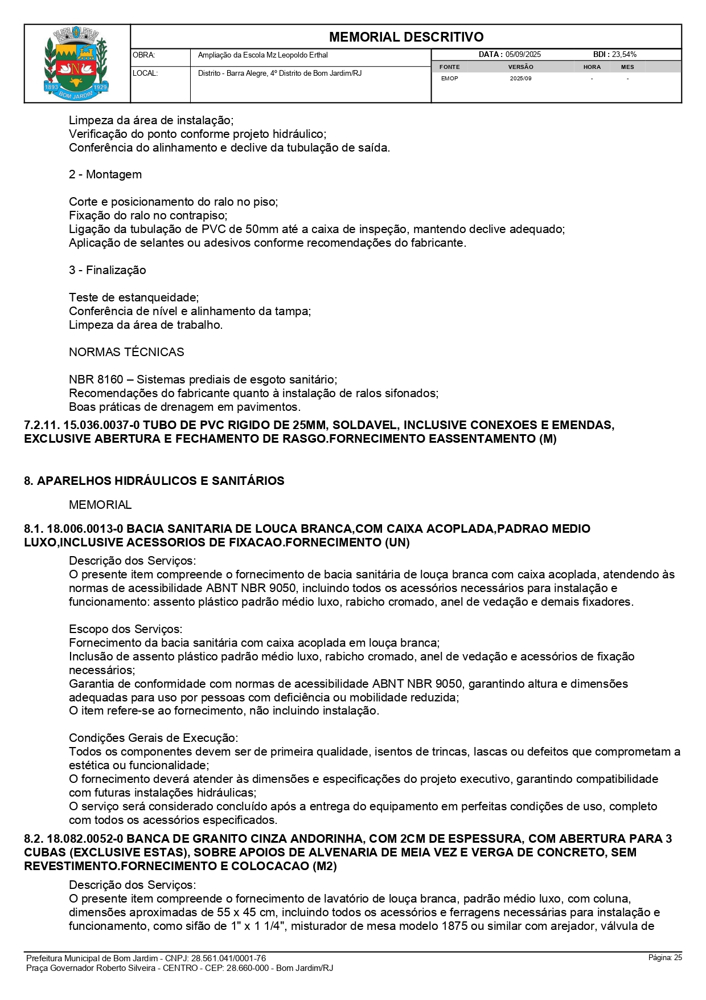 MEMORIAL DESCRITIVO
OBRA: Ampliação da Escola Mz Leopoldo Erthal
DATA : 05/09/2025 BDI : 23,54%
FONTE VERSÃO HORA MES
LOCAL: Distrito - Barra Alegre, 4º Distrito de Bom Jardim/RJ
EMOP 2025/09 - -
N
1893 1929
BOM JARDIM
Limpeza da área de instalação;
Verificação do ponto conforme projeto hidráulico;
Conferência do alinhamento e declive da tubulação de saída.
2 - Montagem
Corte e posicionamento do ralo no piso;
Fixação do ralo no contrapiso;
Ligação da tubulação de PVC de 50mm até a caixa de inspeção, mantendo declive adequado;
Aplicação de selantes ou adesivos conforme recomendações do fabricante.
3 - Finalização
Teste de estanqueidade;
Conferência de nível e alinhamento da tampa;
Limpeza da área de trabalho.
NORMAS TÉCNICAS
NBR 8160 – Sistemas prediais de esgoto sanitário;
Recomendações do fabricante quanto à instalação de ralos sifonados;
Boas práticas de drenagem em pavimentos.
7.2.11. 15.036.0037-0 TUBO DE PVC RIGIDO DE 25MM, SOLDAVEL, INCLUSIVE CONEXOES E EMENDAS,
EXCLUSIVE ABERTURA E FECHAMENTO DE RASGO.FORNECIMENTO EASSENTAMENTO (M)
8. APARELHOS HIDRÁULICOS E SANITÁRIOS
MEMORIAL
8.1. 18.006.0013-0 BACIA SANITARIA DE LOUCA BRANCA,COM CAIXA ACOPLADA,PADRAO MEDIO
LUXO,INCLUSIVE ACESSORIOS DE FIXACAO.FORNECIMENTO (UN)
Descrição dos Serviços:
O presente item compreende o fornecimento de bacia sanitária de louça branca com caixa acoplada, atendendo às
normas de acessibilidade ABNT NBR 9050, incluindo todos os acessórios necessários para instalação e
funcionamento: assento plástico padrão médio luxo, rabicho cromado, anel de vedação e demais fixadores.
Escopo dos Serviços:
Fornecimento da bacia sanitária com caixa acoplada em louça branca;
Inclusão de assento plástico padrão médio luxo, rabicho cromado, anel de vedação e acessórios de fixação
necessários;
Garantia de conformidade com normas de acessibilidade ABNT NBR 9050, garantindo altura e dimensões
adequadas para uso por pessoas com deficiência ou mobilidade reduzida;
O item refere-se ao fornecimento, não incluindo instalação.
Condições Gerais de Execução:
Todos os componentes devem ser de primeira qualidade, isentos de trincas, lascas ou defeitos que comprometam a
estética ou funcionalidade;
O fornecimento deverá atender às dimensões e especificações do projeto executivo, garantindo compatibilidade
com futuras instalações hidráulicas;
O serviço será considerado concluído após a entrega do equipamento em perfeitas condições de uso, completo
com todos os acessórios especificados.
8.2. 18.082.0052-0 BANCA DE GRANITO CINZA ANDORINHA, COM 2CM DE ESPESSURA, COM ABERTURA PARA 3
CUBAS (EXCLUSIVE ESTAS), SOBRE APOIOS DE ALVENARIA DE MEIA VEZ E VERGA DE CONCRETO, SEM
REVESTIMENTO.FORNECIMENTO E COLOCACAO (M2)
Descrição dos Serviços:
O presente item compreende o fornecimento de lavatório de louça branca, padrão médio luxo, com coluna,
dimensões aproximadas de 55 x 45 cm, incluindo todos os acessórios e ferragens necessárias para instalação e
funcionamento, como sifão de 1" x 1 1/4", misturador de mesa modelo 1875 ou similar com arejador, válvula de
Prefeitura Municipal de Bom Jardim - CNPJ: 28.561.041/0001-76 Página: 25
Praça Governador Roberto Silveira - CENTRO - CEP: 28.660-000 - Bom Jardim/RJ